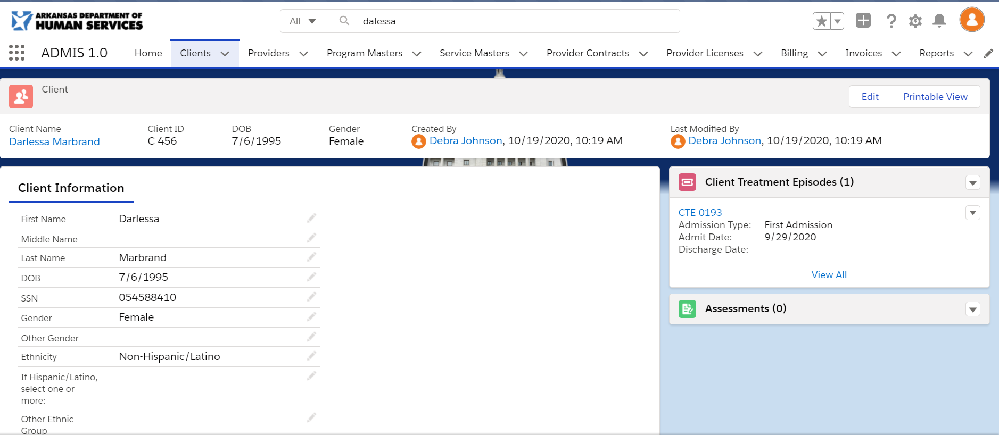 ARKANSAS DEPARTMENT OF
HUMAN SERVICES
All
dalessa
ADMIS 1.0
Home
Clients
Providers
Program Masters
Service Masters
Provider Contracts
Provider Licenses
Billing
Invoices
Reports
Client
Edit
Printable View
Client Name
Darlessa Marbrand
Client ID
C-456
DOB
7/6/1995
Gender
Female
Created By
Debra Johnson, 10/19/2020, 10:19 AM
Last Modified By
Debra Johnson, 10/19/2020, 10:19 AM
Client Information
First Name Darlessa
Middle Name
Last Name Marbrand
DOB 7/6/1995
SSN 054588410
Gender Female
Other Gender
Ethnicity Non-Hispanic/Latino
If Hispanic/Latino,
select one or
more:
Other Ethnic
Group
Client Treatment Episodes (1)
CTE-0193
Admission Type: First Admission
Admit Date: 9/29/2020
Discharge Date:
View All
Assessments (0)